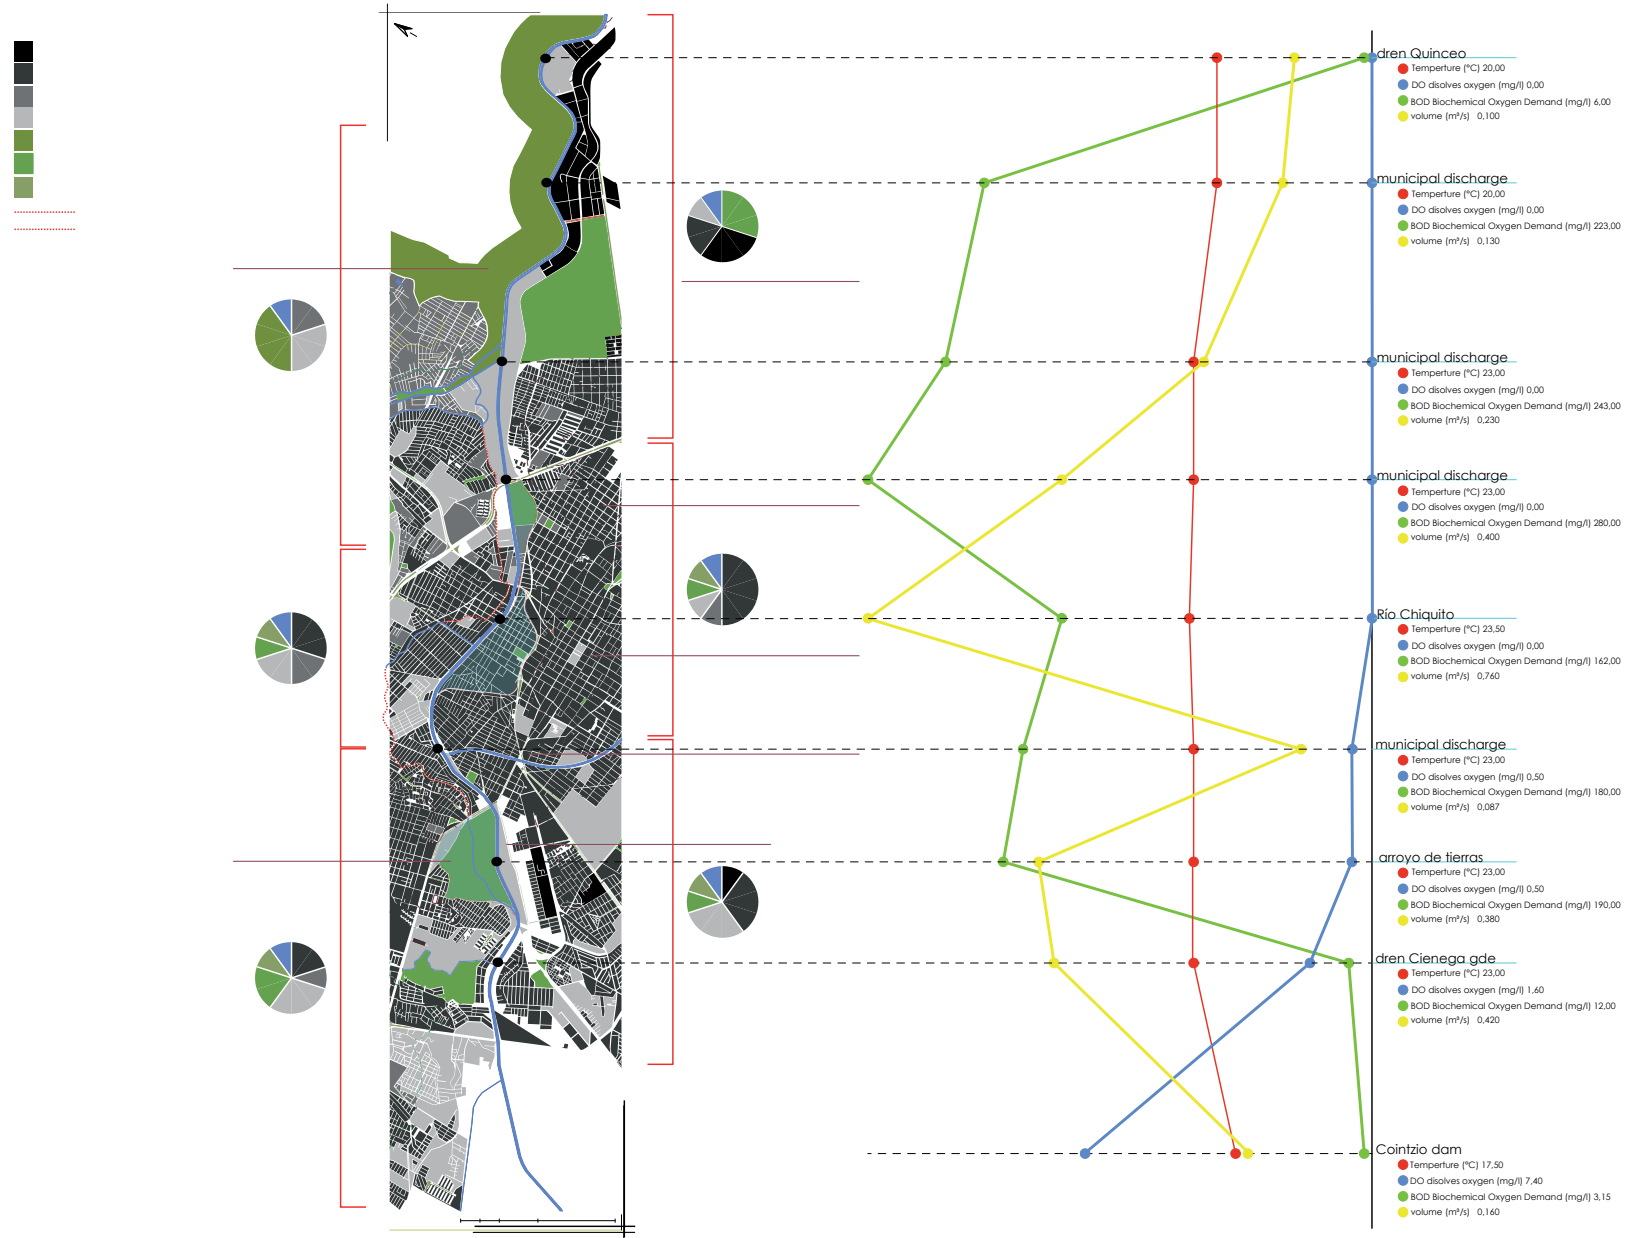 dren Quinceo
Temperture (°C) 20,00
DO disolves oxygen (mg/l) 0,00
BOD Biochemical Oxygen Demand (mg/l) 6,00
volume (m³/s) 0,100
municipal discharge
Temperture (°C) 20,00
DO disolves oxygen (mg/l) 0,00
BOD Biochemical Oxygen Demand (mg/l) 223,00
volume (m³/s) 0,130
municipal discharge
Temperture (°C) 23,00
DO disolves oxygen (mg/l) 0,00
BOD Biochemical Oxygen Demand (mg/l) 243,00
volume (m³/s) 0,230
municipal discharge
Temperture (°C) 23,00
DO disolves oxygen (mg/l) 0,00
BOD Biochemical Oxygen Demand (mg/l) 280,00
volume (m³/s) 0,400
Río Chiquito
Temperture (°C) 23,50
DO disolves oxygen (mg/l) 0,00
BOD Biochemical Oxygen Demand (mg/l) 162,00
volume (m³/s) 0,760
municipal discharge
Temperture (°C) 23,00
DO disolves oxygen (mg/l) 0,50
BOD Biochemical Oxygen Demand (mg/l) 180,00
volume (m³/s) 0,087
arroyo de tierras
Temperture (°C) 23,00
DO disolves oxygen (mg/l) 0,50
BOD Biochemical Oxygen Demand (mg/l) 190,00
volume (m³/s) 0,380
dren Cienega gde
Temperture (°C) 23,00
DO disolves oxygen (mg/l) 1,60
BOD Biochemical Oxygen Demand (mg/l) 12,00
volume (m³/s) 0,420
Cointzio dam
Temperture (°C) 17,50
DO disolves oxygen (mg/l) 7,40
BOD Biochemical Oxygen Demand (mg/l) 3,15
volume (m³/s) 0,160